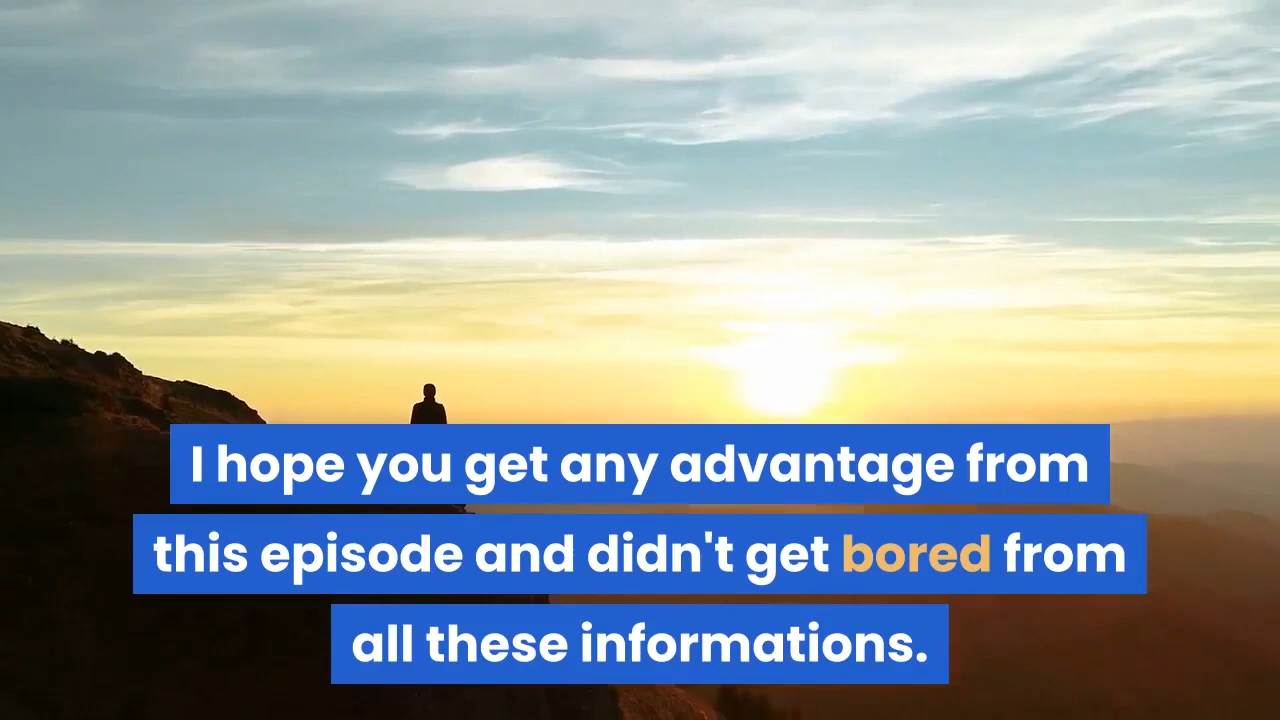 I hope you get any advantage from
this episode and didn't get bored from
all these informations.